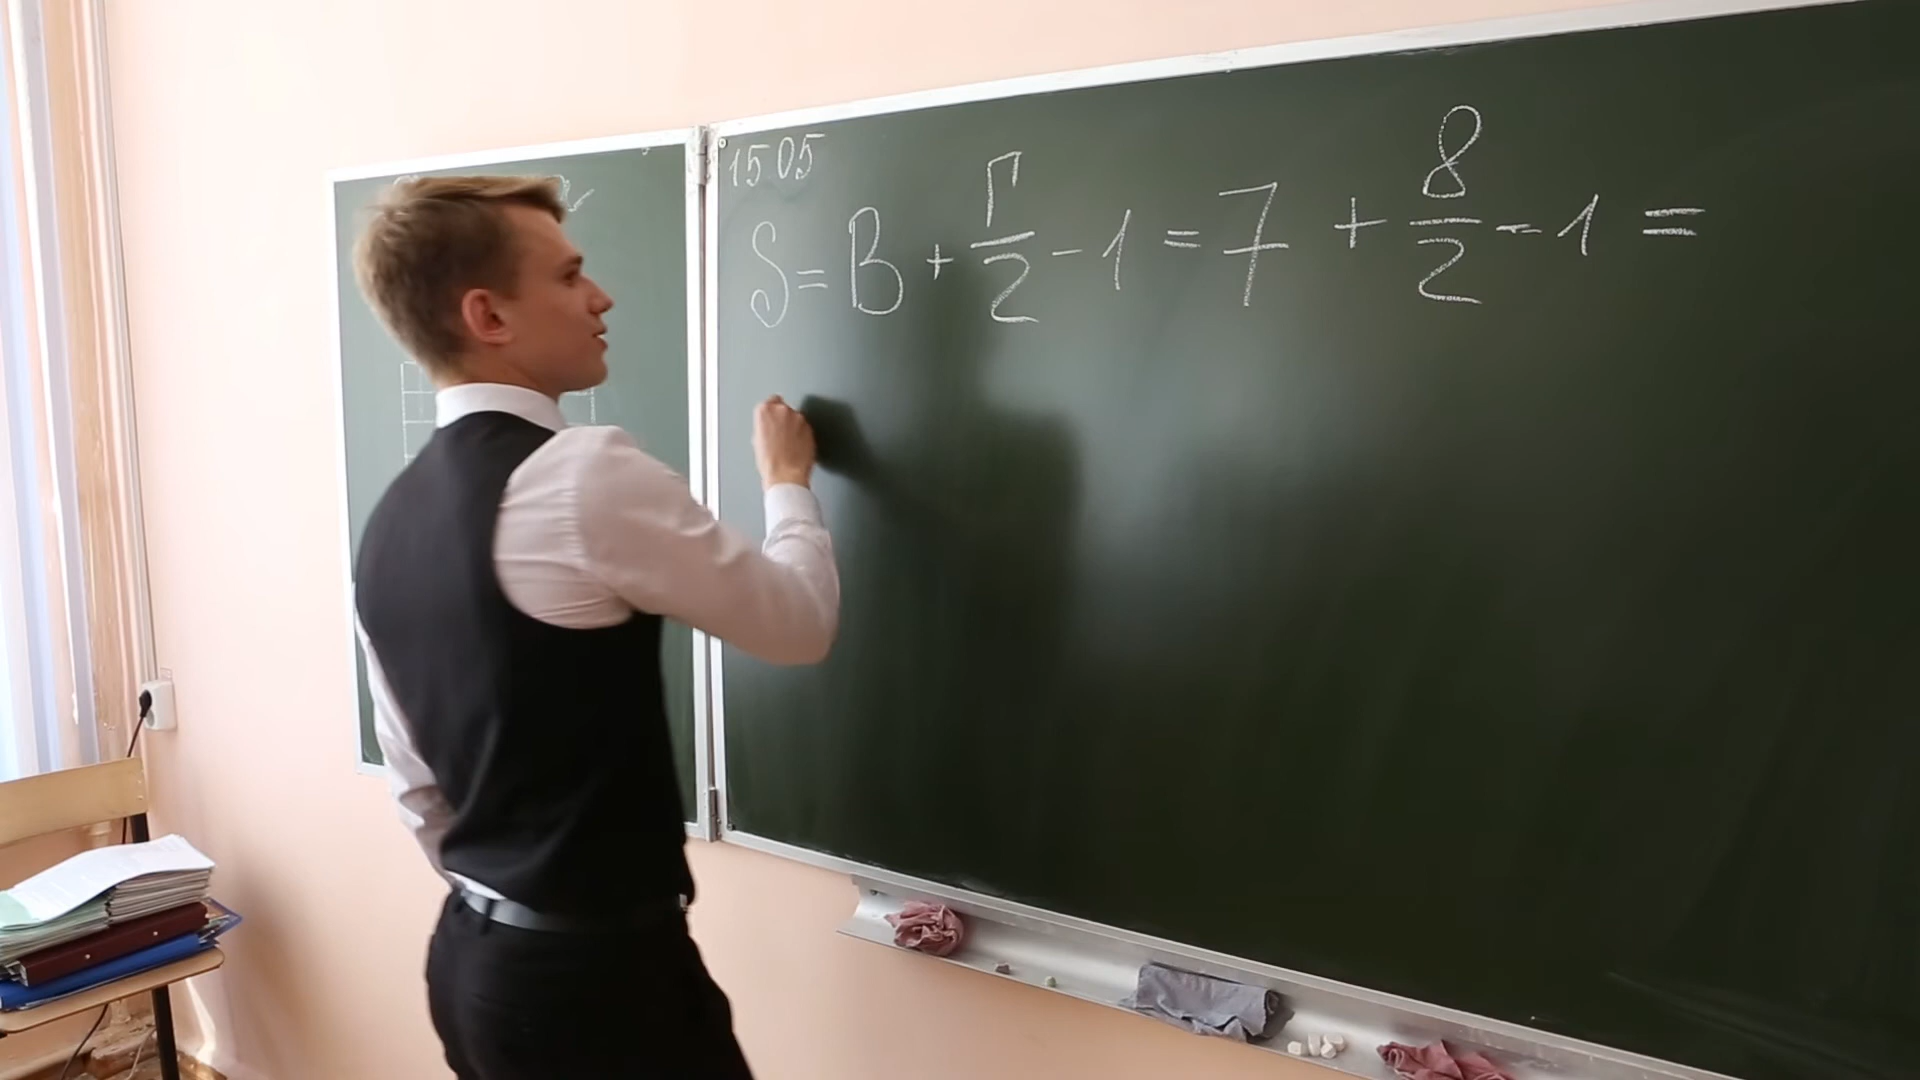 15 05
S = В + Г/2 - 1 = 7 + 8/2 - 1 =